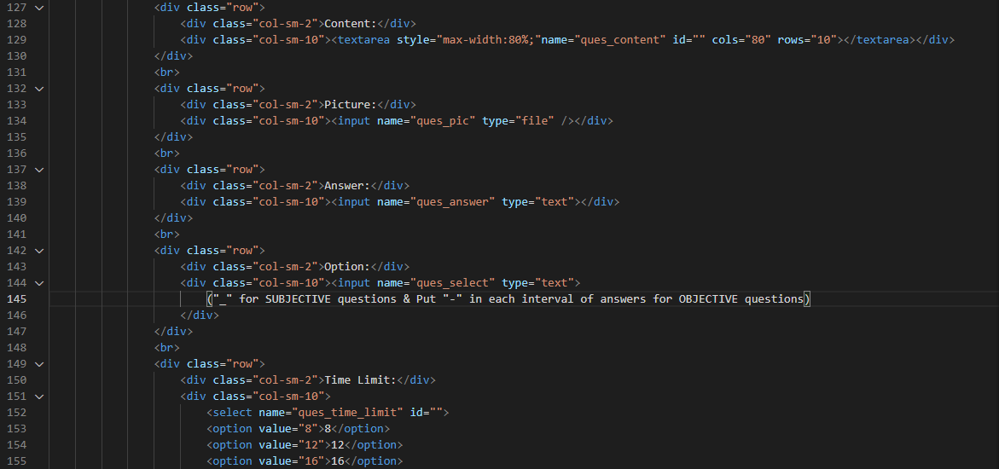 127 <div class="row">
128 <div class="col-sm-2">Content:</div>
129 <div class="col-sm-10"><textarea style="max-width:80%;"name="ques_content" id="" cols="80" rows="10"></textarea></div>
130 </div>
131 <br>
132 <div class="row">
133 <div class="col-sm-2">Picture:</div>
134 <div class="col-sm-10"><input name="ques_pic" type="file" /></div>
135 </div>
136 <br>
137 <div class="row">
138 <div class="col-sm-2">Answer:</div>
139 <div class="col-sm-10"><input name="ques_answer" type="text"></div>
140 </div>
141 <br>
142 <div class="row">
143 <div class="col-sm-2">Option:</div>
144 <div class="col-sm-10"><input name="ques_select" type="text">
145 ("_" for SUBJECTIVE questions & Put "-" in each interval of answers for OBJECTIVE questions)
146 </div>
147 </div>
148 <br>
149 <div class="row">
150 <div class="col-sm-2">Time Limit:</div>
151 <div class="col-sm-10">
152 <select name="ques_time_limit" id="">
153 <option value="8">8</option>
154 <option value="12">12</option>
155 <option value="16">16</option>